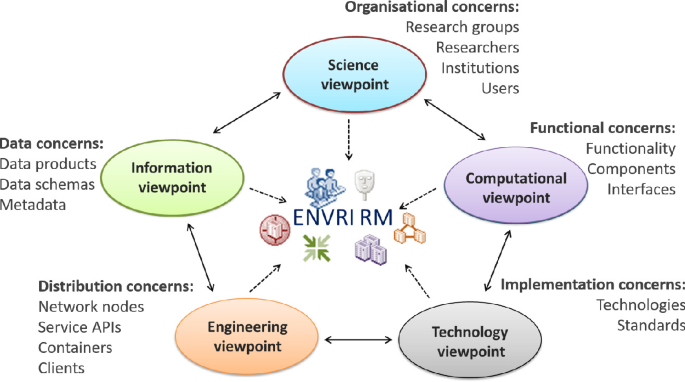 Organisational concerns:
Research groups
Researchers
Institutions
Users
Science
viewpoint
Data concerns:
Data products
Data schemas
Metadata
Information
viewpoint
Functional concerns:
Functionality
Components
Interfaces
Computational
viewpoint
ENVRI RM
Distribution concerns:
Network nodes
Service APIs
Containers
Clients
Engineering
viewpoint
Implementation concerns:
Technologies
Standards
Technology
viewpoint